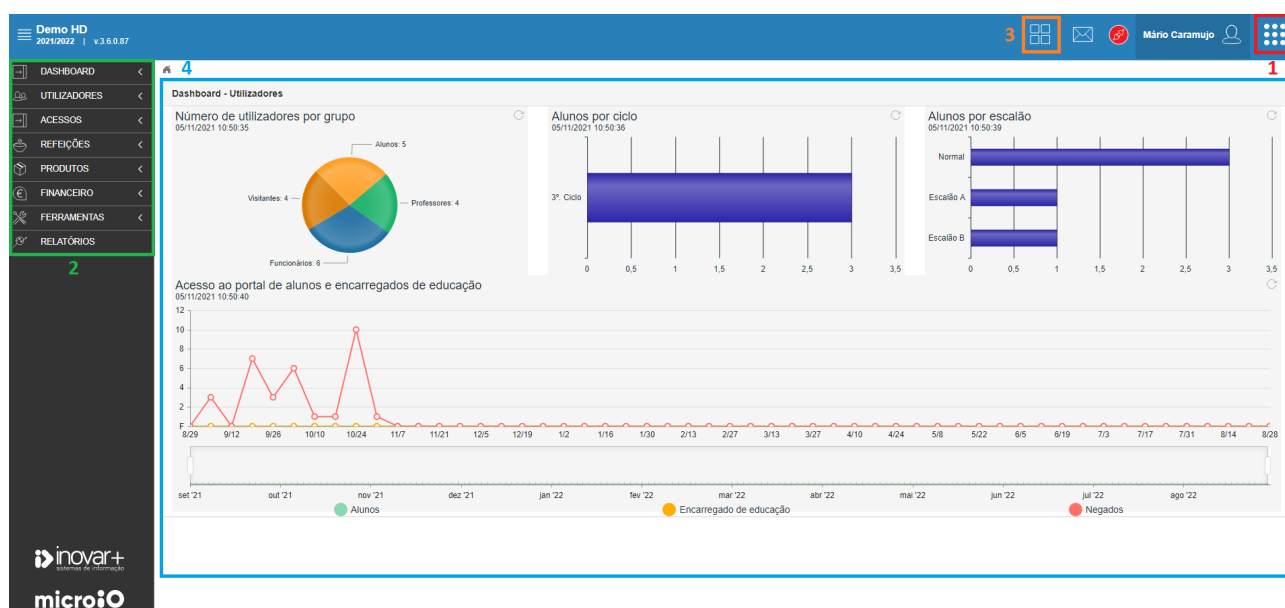 Demo HD
2021/2022 | v.3.6.0.87
3
Mário Caramujo
1
DASHBOARD
UTILIZADORES
ACESSOS
REFEIÇÕES
PRODUTOS
FINANCEIRO
FERRAMENTAS
RELATÓRIOS
2
4
Dashboard - Utilizadores
Número de utilizadores por grupo
05/11/2021 10:50:35
Alunos: 5
Visitantes: 4
Professores: 4
Funcionários: 6
Alunos por ciclo
05/11/2021 10:50:36
3º. Ciclo
0 0,5 1 1,5 2 2,5 3 3,5
Alunos por escalão
05/11/2021 10:50:39
Normal
Escalão A
Escalão B
0 0,5 1 1,5 2 2,5 3 3,5
Acesso ao portal de alunos e encarregados de educação
05/11/2021 10:50:40
12
10
8
6
4
2
F
8/29 9/12 9/26 10/10 10/24 11/7 11/21 12/5 12/19 1/2 1/16 1/30 2/13 2/27 3/13 3/27 4/10 4/24 5/8 5/22 6/5 6/19 7/3 7/17 7/31 8/14 8/28
set '21 out '21 nov '21 dez '21 jan '22 fev '22 mar '22 abr '22 mai '22 jun '22 jul '22 ago '22
Alunos Encarregado de educação Negados
inovar+
sistemas de informação
microiO